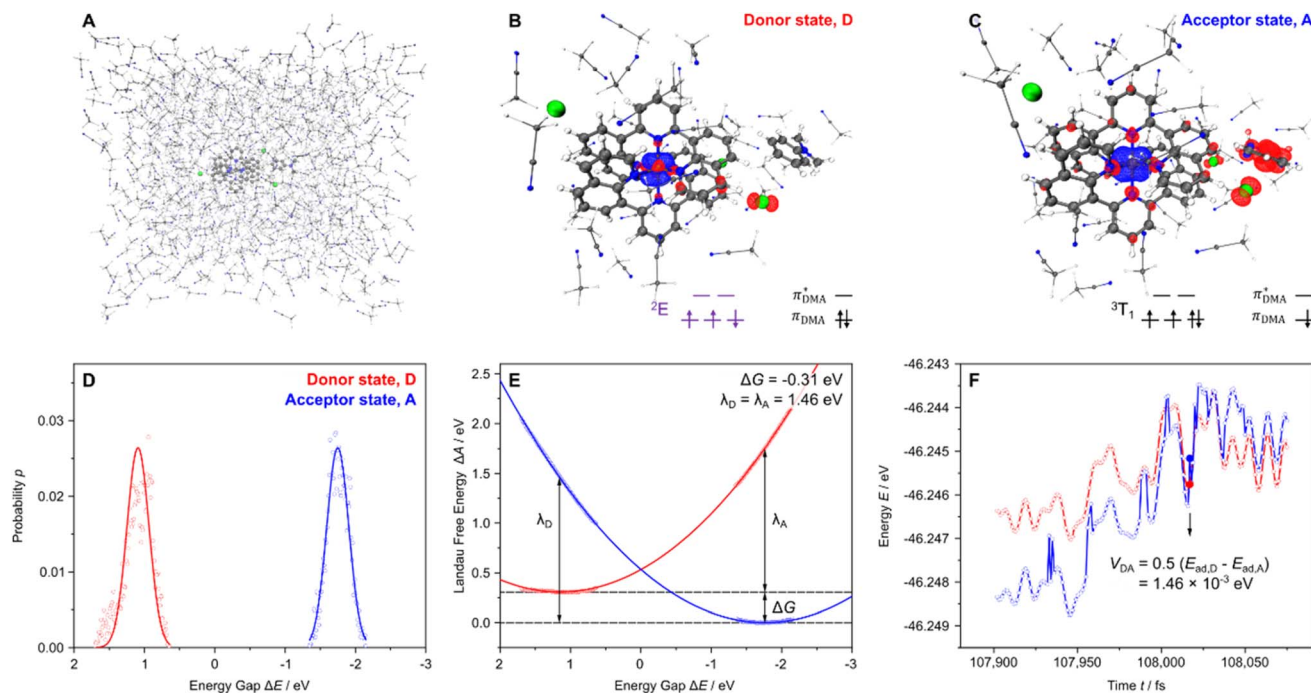 A
B
Donor state, D
²E
π*DMA
πDMA
C
Acceptor state, A
³T₁
π*DMA
πDMA
D
Donor state, D
Acceptor state, A
Probability p
0.03
0.02
0.01
0.00
2
1
0
-1
-2
-3
Energy Gap ΔE / eV
E
ΔG = -0.31 eV
λD = λA = 1.46 eV
Landau Free Energy ΔA / eV
2.5
2.0
1.5
1.0
0.5
0.0
λD
λA
ΔG
2
1
0
-1
-2
-3
Energy Gap ΔE / eV
F
Energy E / eV
-46.243
-46.244
-46.245
-46.246
-46.247
-46.248
-46.249
VDA = 0.5 (Ead,D - Ead,A)
= 1.46 × 10⁻³ eV
107,900
107,950
108,000
108,050
Time t / fs